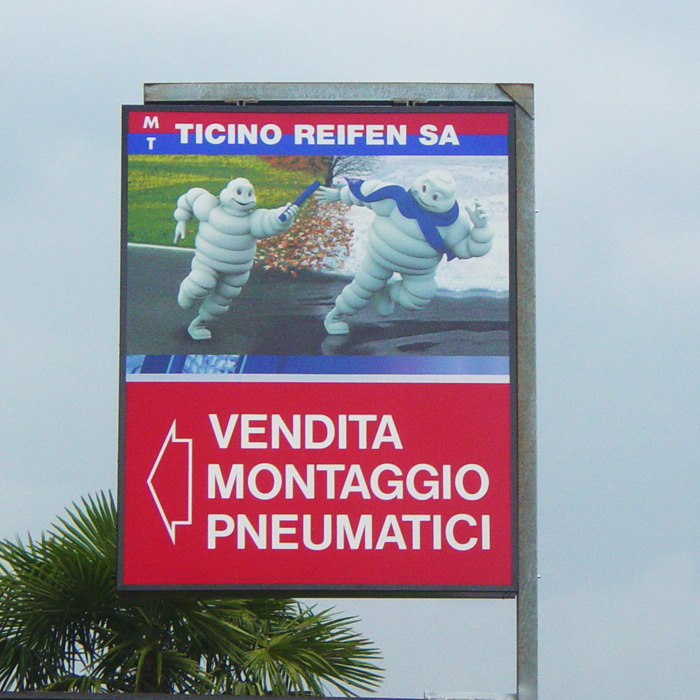 M
T
TICINO REIFEN SA
VENDITA
MONTAGGIO
PNEUMATICI